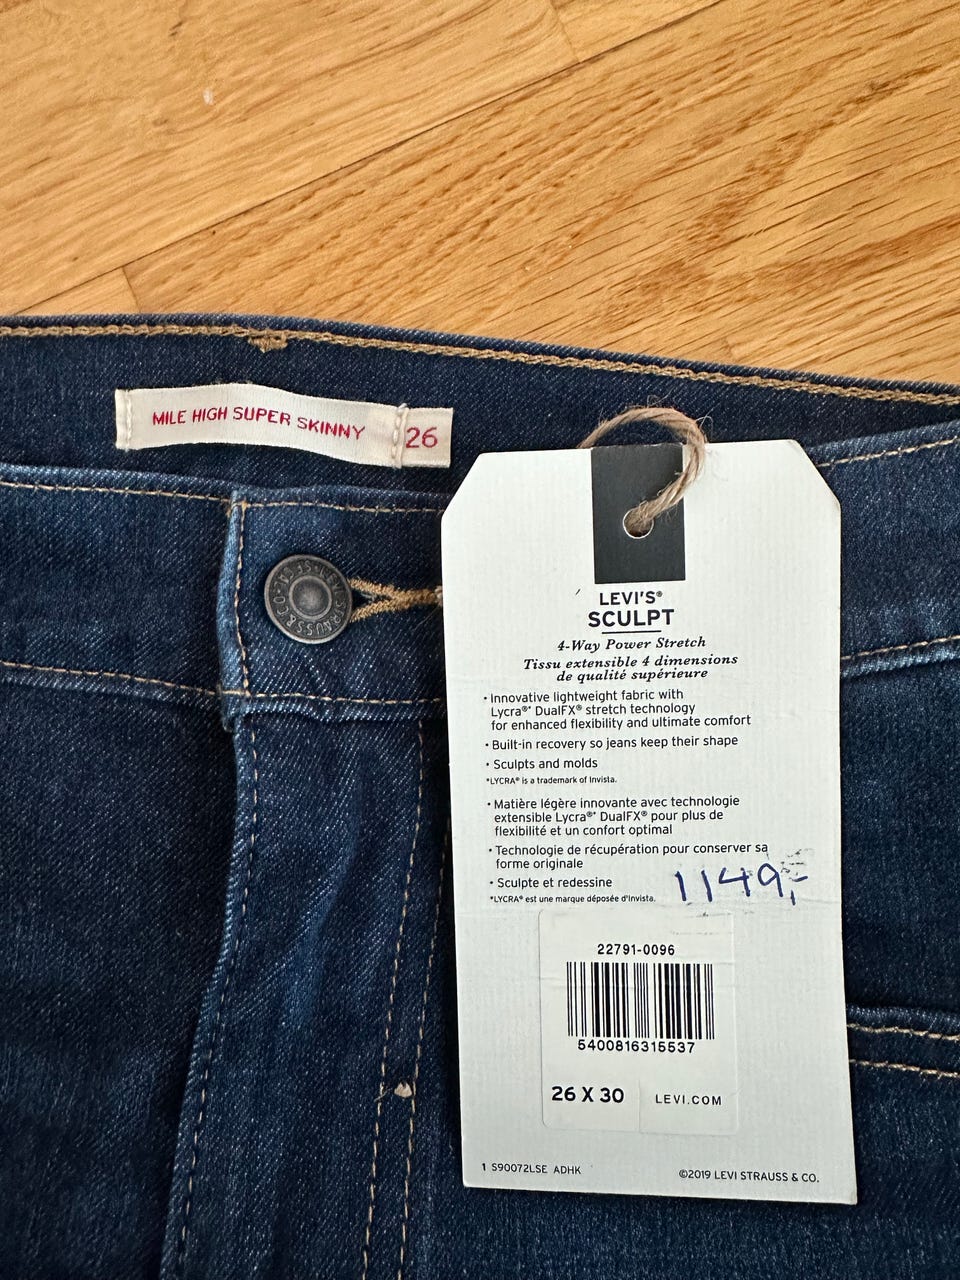 MILE HIGH SUPER SKINNY
26
LEVI'S®
SCULPT
4-Way Power Stretch
Tissu extensible 4 dimensions
de qualité supérieure
• Innovative lightweight fabric with
Lycra®* DualFX® stretch technology
for enhanced flexibility and ultimate comfort
• Built-in recovery so jeans keep their shape
• Sculpts and molds
*LYCRA® is a trademark of Invista.
• Matière légère innovante avec technologie
extensible Lycra®* DualFX® pour plus de
flexibilité et un confort optimal
• Technologie de récupération pour conserver sa
forme originale
• Sculpte et redessine
*LYCRA® est une marque déposée d'Invista.
1149,-
22791-0096
5400816315537
26 X 30
LEVI.COM
1 S90072LSE ADHK
©2019 LEVI STRAUSS & CO.